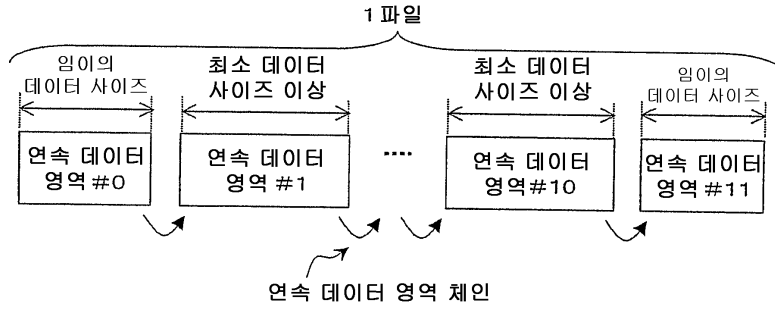 1 파일
임이의
데이터 사이즈
최소 데이터
사이즈 이상
최소 데이터
사이즈 이상
임이의
데이터 사이즈
연속 데이터
영역 #0
연속 데이터
영역 #1
....
연속 데이터
영역#10
연속 데이터
영역 #11
연속 데이터 영역 체인